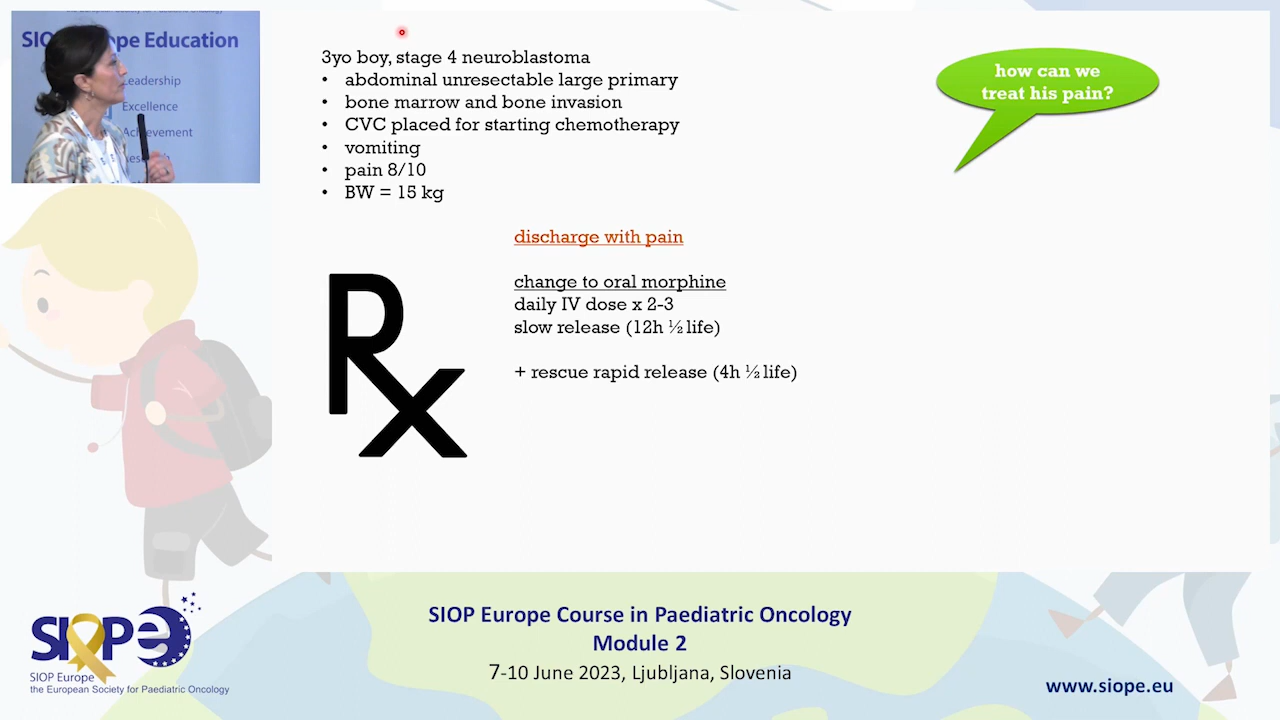 SIOP Europe Education
Leadership
Excellence
Achievement
3yo boy, stage 4 neuroblastoma
• abdominal unresectable large primary
• bone marrow and bone invasion
• CVC placed for starting chemotherapy
• vomiting
• pain 8/10
• BW = 15 kg
how can we
treat his pain?
discharge with pain
change to oral morphine
daily IV dose x 2-3
slow release (12h ½ life)
+ rescue rapid release (4h ½ life)
Rx
SIOP Europe Course in Paediatric Oncology
Module 2
7-10 June 2023, Ljubljana, Slovenia
SIOPe
SIOP Europe
the European Society for Paediatric Oncology
www.siope.eu